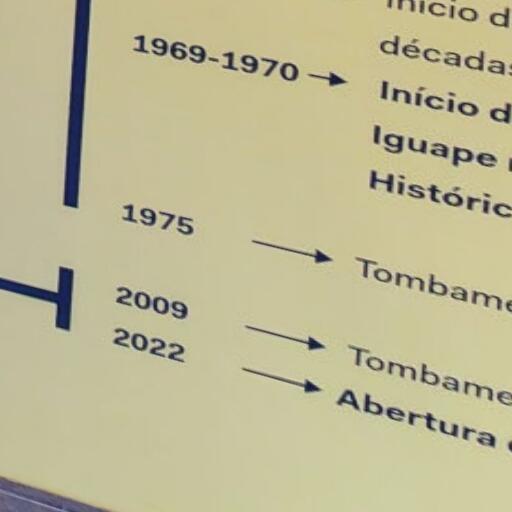 Início d
décadas
1969-1970 → Início d
Iguape
Históric
1975 → Tombame
2009 → Tombame
2022 → Abertura